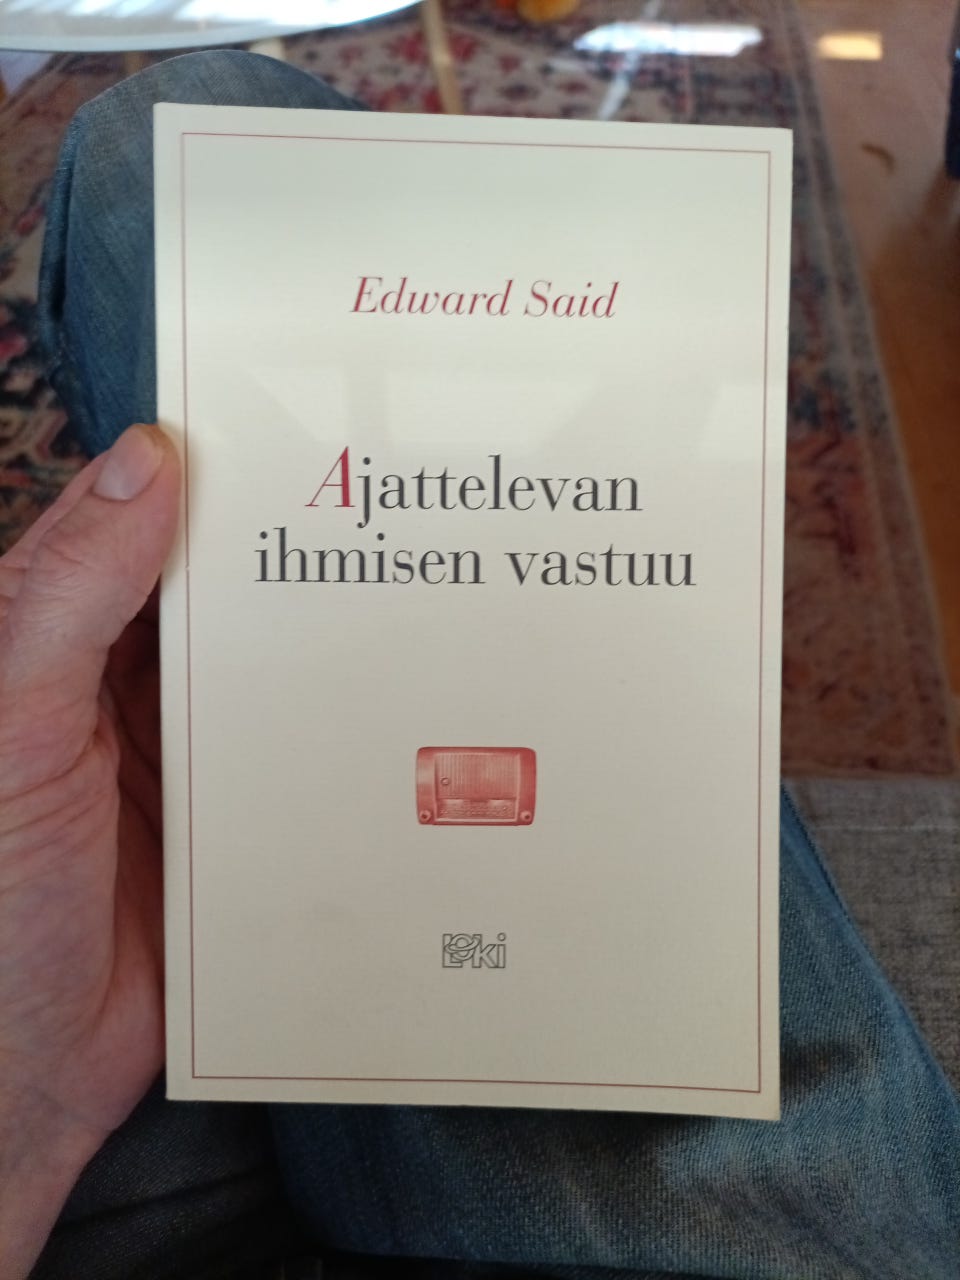 Edward Said
Ajattelevan
ihmisen vastuu
Loki